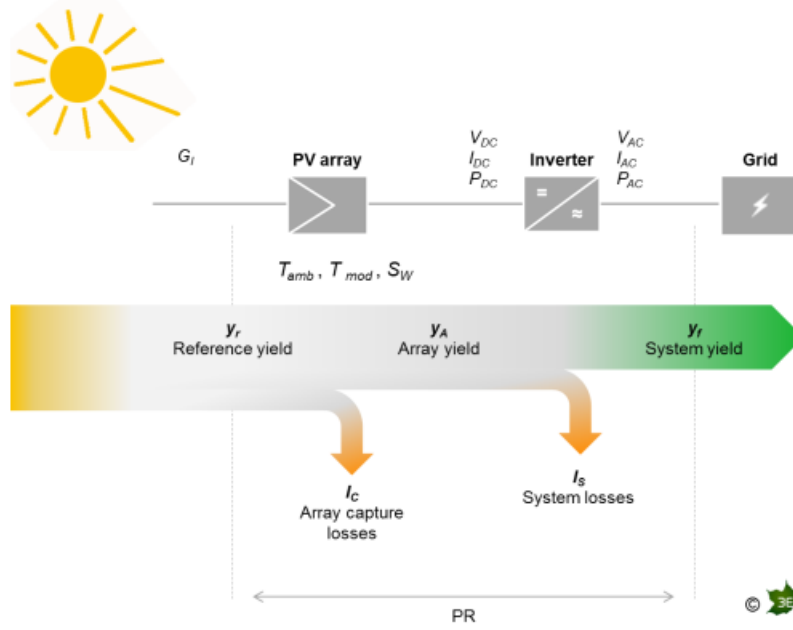 G_I
PV array
V_DC
I_DC
P_DC
Inverter
V_AC
I_AC
P_AC
Grid
=
≈
T_amb , T_mod , S_W
y_r
Reference yield
y_A
Array yield
y_f
System yield
l_C
Array capture
losses
l_S
System losses
PR
© 3E